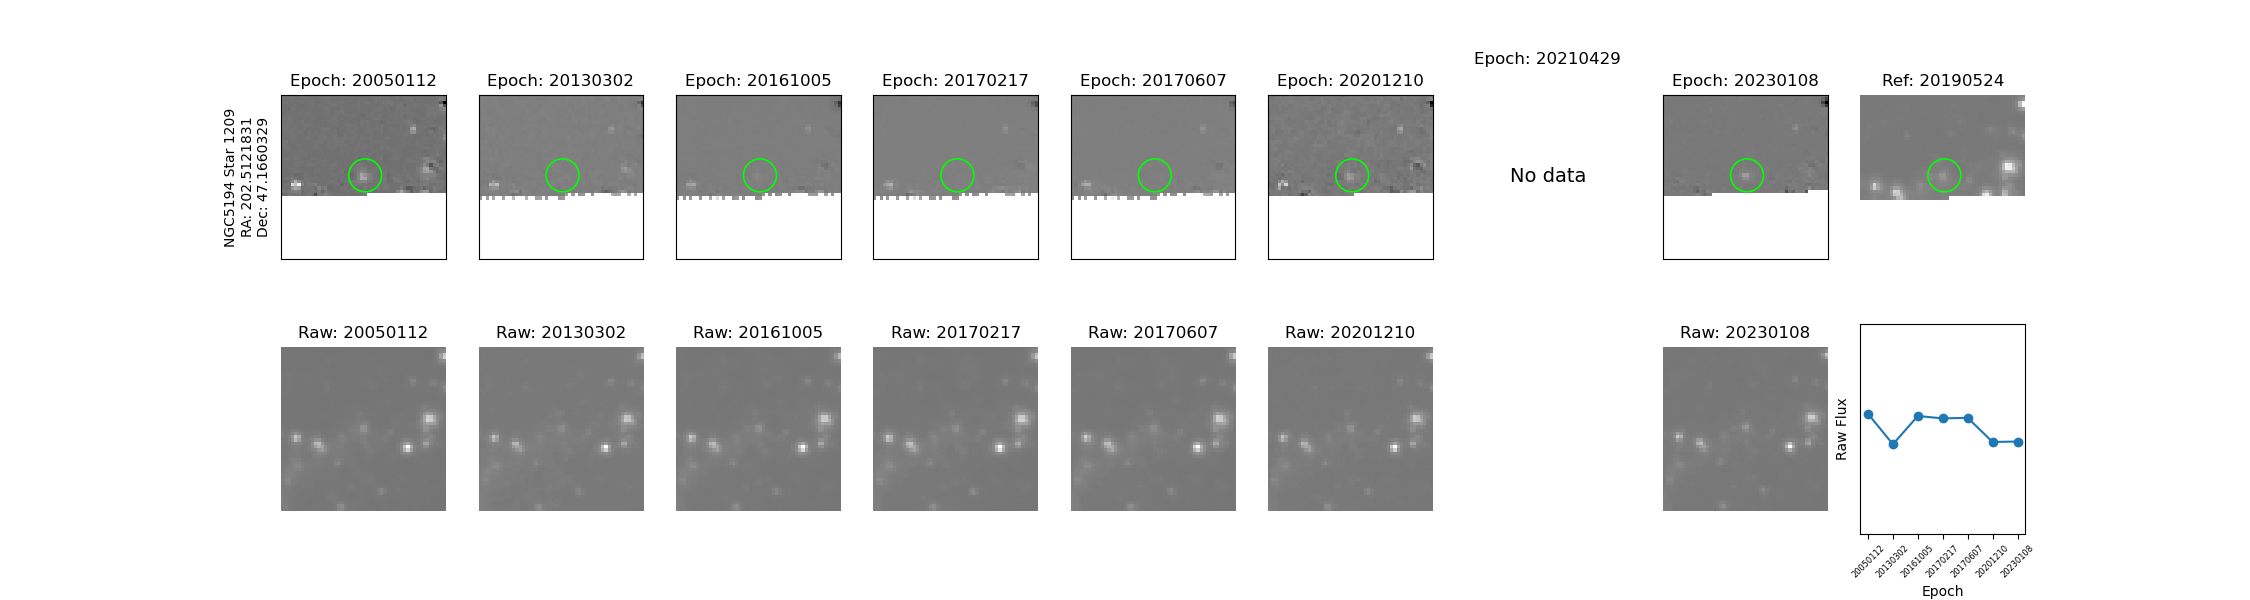 Epoch: 20210429
Epoch: 20050112
Epoch: 20130302
Epoch: 20161005
Epoch: 20170217
Epoch: 20170607
Epoch: 20201210
Epoch: 20230108
Ref: 20190524
NGC5194 Star 1209
RA: 202.5121831
Dec: 47.1660329
No data
Raw: 20050112
Raw: 20130302
Raw: 20161005
Raw: 20170217
Raw: 20170607
Raw: 20201210
Raw: 20230108
Raw Flux
20050112
20130302
20161005
20170217
20170607
20201210
20230108
Epoch